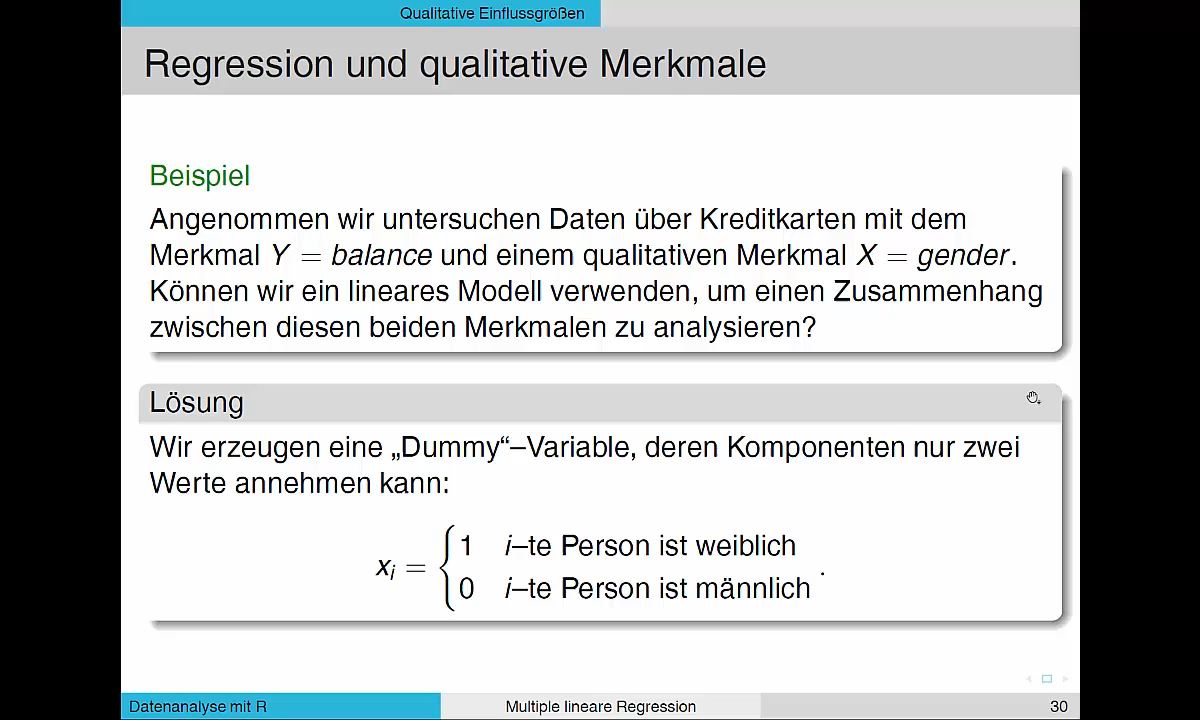 Qualitative Einflussgrößen
Regression und qualitative Merkmale
Beispiel
Angenommen wir untersuchen Daten über Kreditkarten mit dem
Merkmal Y = balance und einem qualitativen Merkmal X = gender.
Können wir ein lineares Modell verwenden, um einen Zusammenhang
zwischen diesen beiden Merkmalen zu analysieren?
Lösung
Wir erzeugen eine „Dummy“–Variable, deren Komponenten nur zwei
Werte annehmen kann:
x_i = { 1 i–te Person ist weiblich
0 i–te Person ist männlich .
Datenanalyse mit R Multiple lineare Regression 30